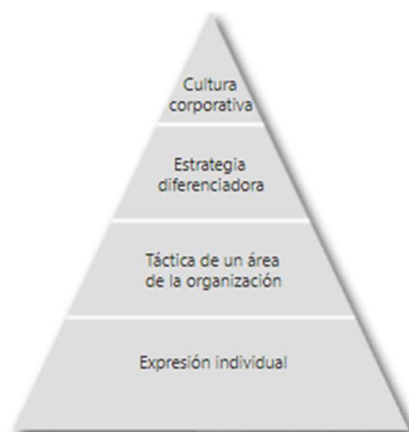 Cultura
corporativa
Estrategia
diferenciadora
Táctica de un área
de la organización
Expresión individual